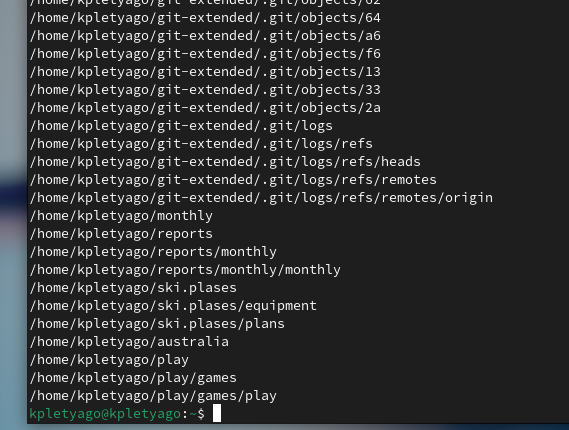 /home/kpletyago/git-extended/.git/objects/62
/home/kpletyago/git-extended/.git/objects/64
/home/kpletyago/git-extended/.git/objects/a6
/home/kpletyago/git-extended/.git/objects/f6
/home/kpletyago/git-extended/.git/objects/13
/home/kpletyago/git-extended/.git/objects/33
/home/kpletyago/git-extended/.git/objects/2a
/home/kpletyago/git-extended/.git/logs
/home/kpletyago/git-extended/.git/logs/refs
/home/kpletyago/git-extended/.git/logs/refs/heads
/home/kpletyago/git-extended/.git/logs/refs/remotes
/home/kpletyago/git-extended/.git/logs/refs/remotes/origin
/home/kpletyago/monthly
/home/kpletyago/reports
/home/kpletyago/reports/monthly
/home/kpletyago/reports/monthly/monthly
/home/kpletyago/ski.plases
/home/kpletyago/ski.plases/equipment
/home/kpletyago/ski.plases/plans
/home/kpletyago/australia
/home/kpletyago/play
/home/kpletyago/play/games
/home/kpletyago/play/games/play
kpletyago@kpletyago:~$